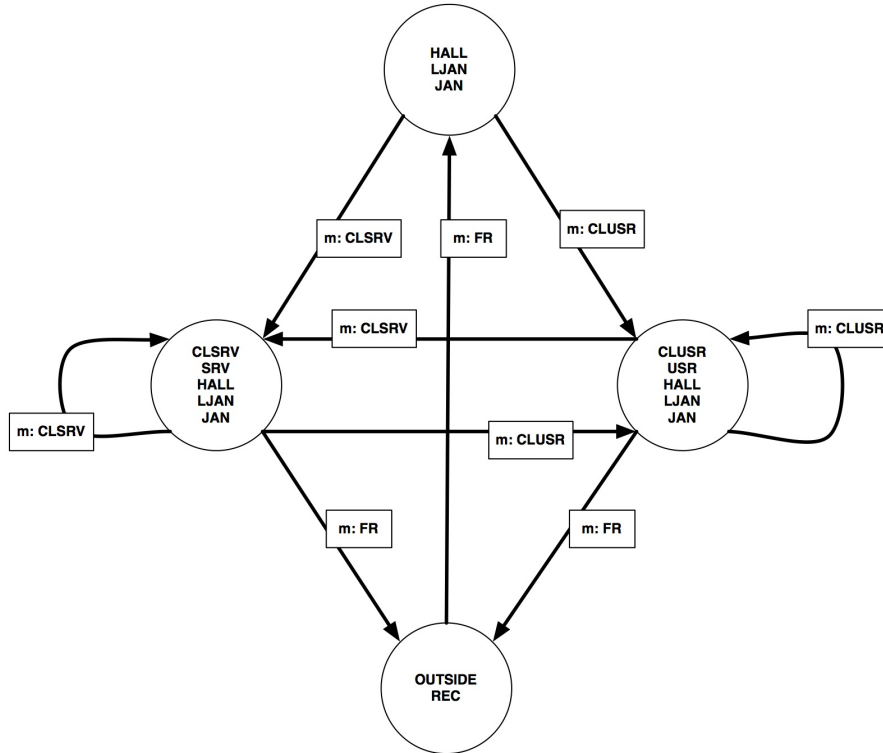 HALL
LJAN
JAN
m: CLSRV
m: FR
m: CLUSR
m: CLSRV
m: CLUSR
CLSRV
SRV
HALL
LJAN
JAN
CLUSR
USR
HALL
LJAN
JAN
m: CLSRV
m: CLUSR
m: FR
m: FR
OUTSIDE
REC